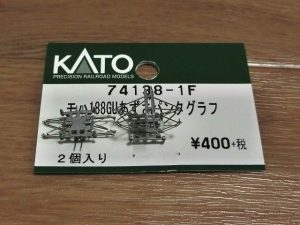 KATO
PRECISION RAILROAD MODELS
74138-1F
モハ188GUあずさパンタグラフ
2個入り
¥400+税